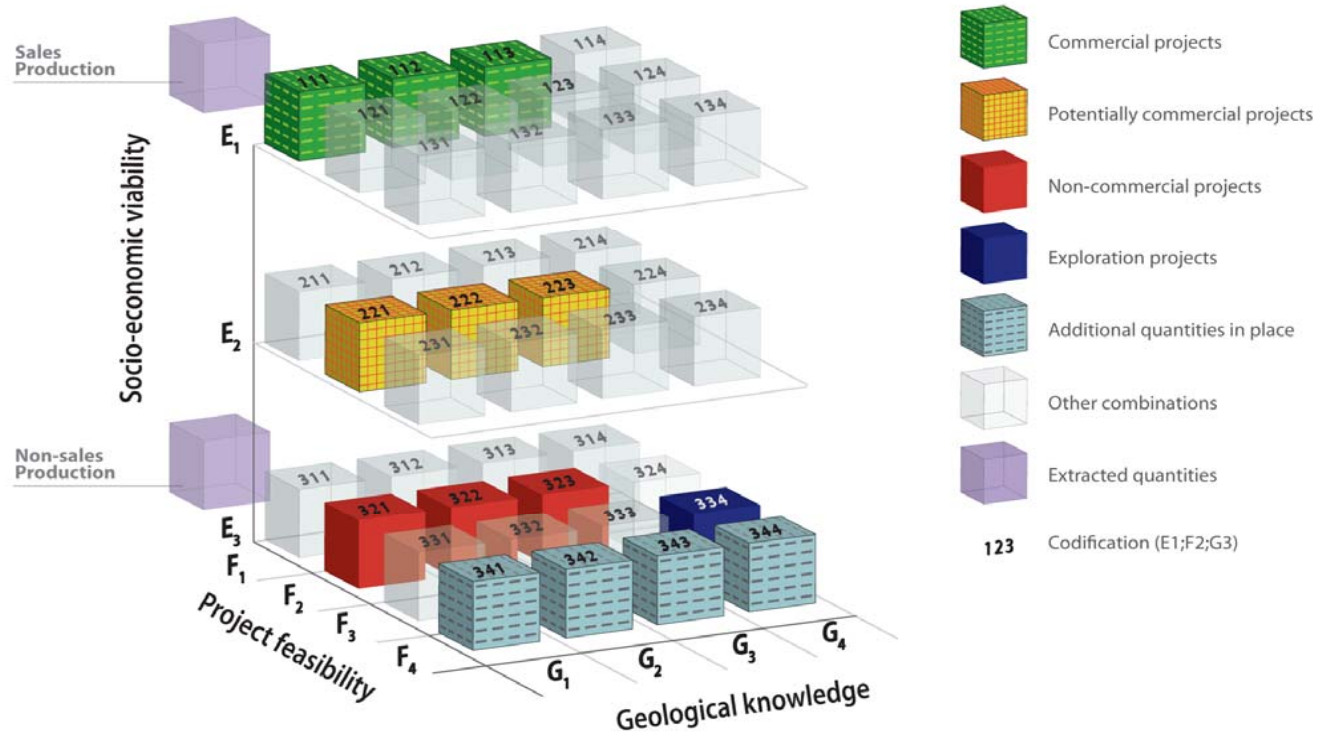 Sales
Production
Socio-economic viability
E1
111
112
113
114
121
122
123
124
131
132
133
134
E2
211
212
213
214
221
222
223
224
231
232
233
234
Non-sales
Production
E3
311
312
313
314
321
322
323
324
331
332
333
334
341
342
343
344
F1
F2
F3
F4
Project feasibility
G1
G2
G3
G4
Geological knowledge
Commercial projects
Potentially commercial projects
Non-commercial projects
Exploration projects
Additional quantities in place
Other combinations
Extracted quantities
123 Codification (E1;F2;G3)